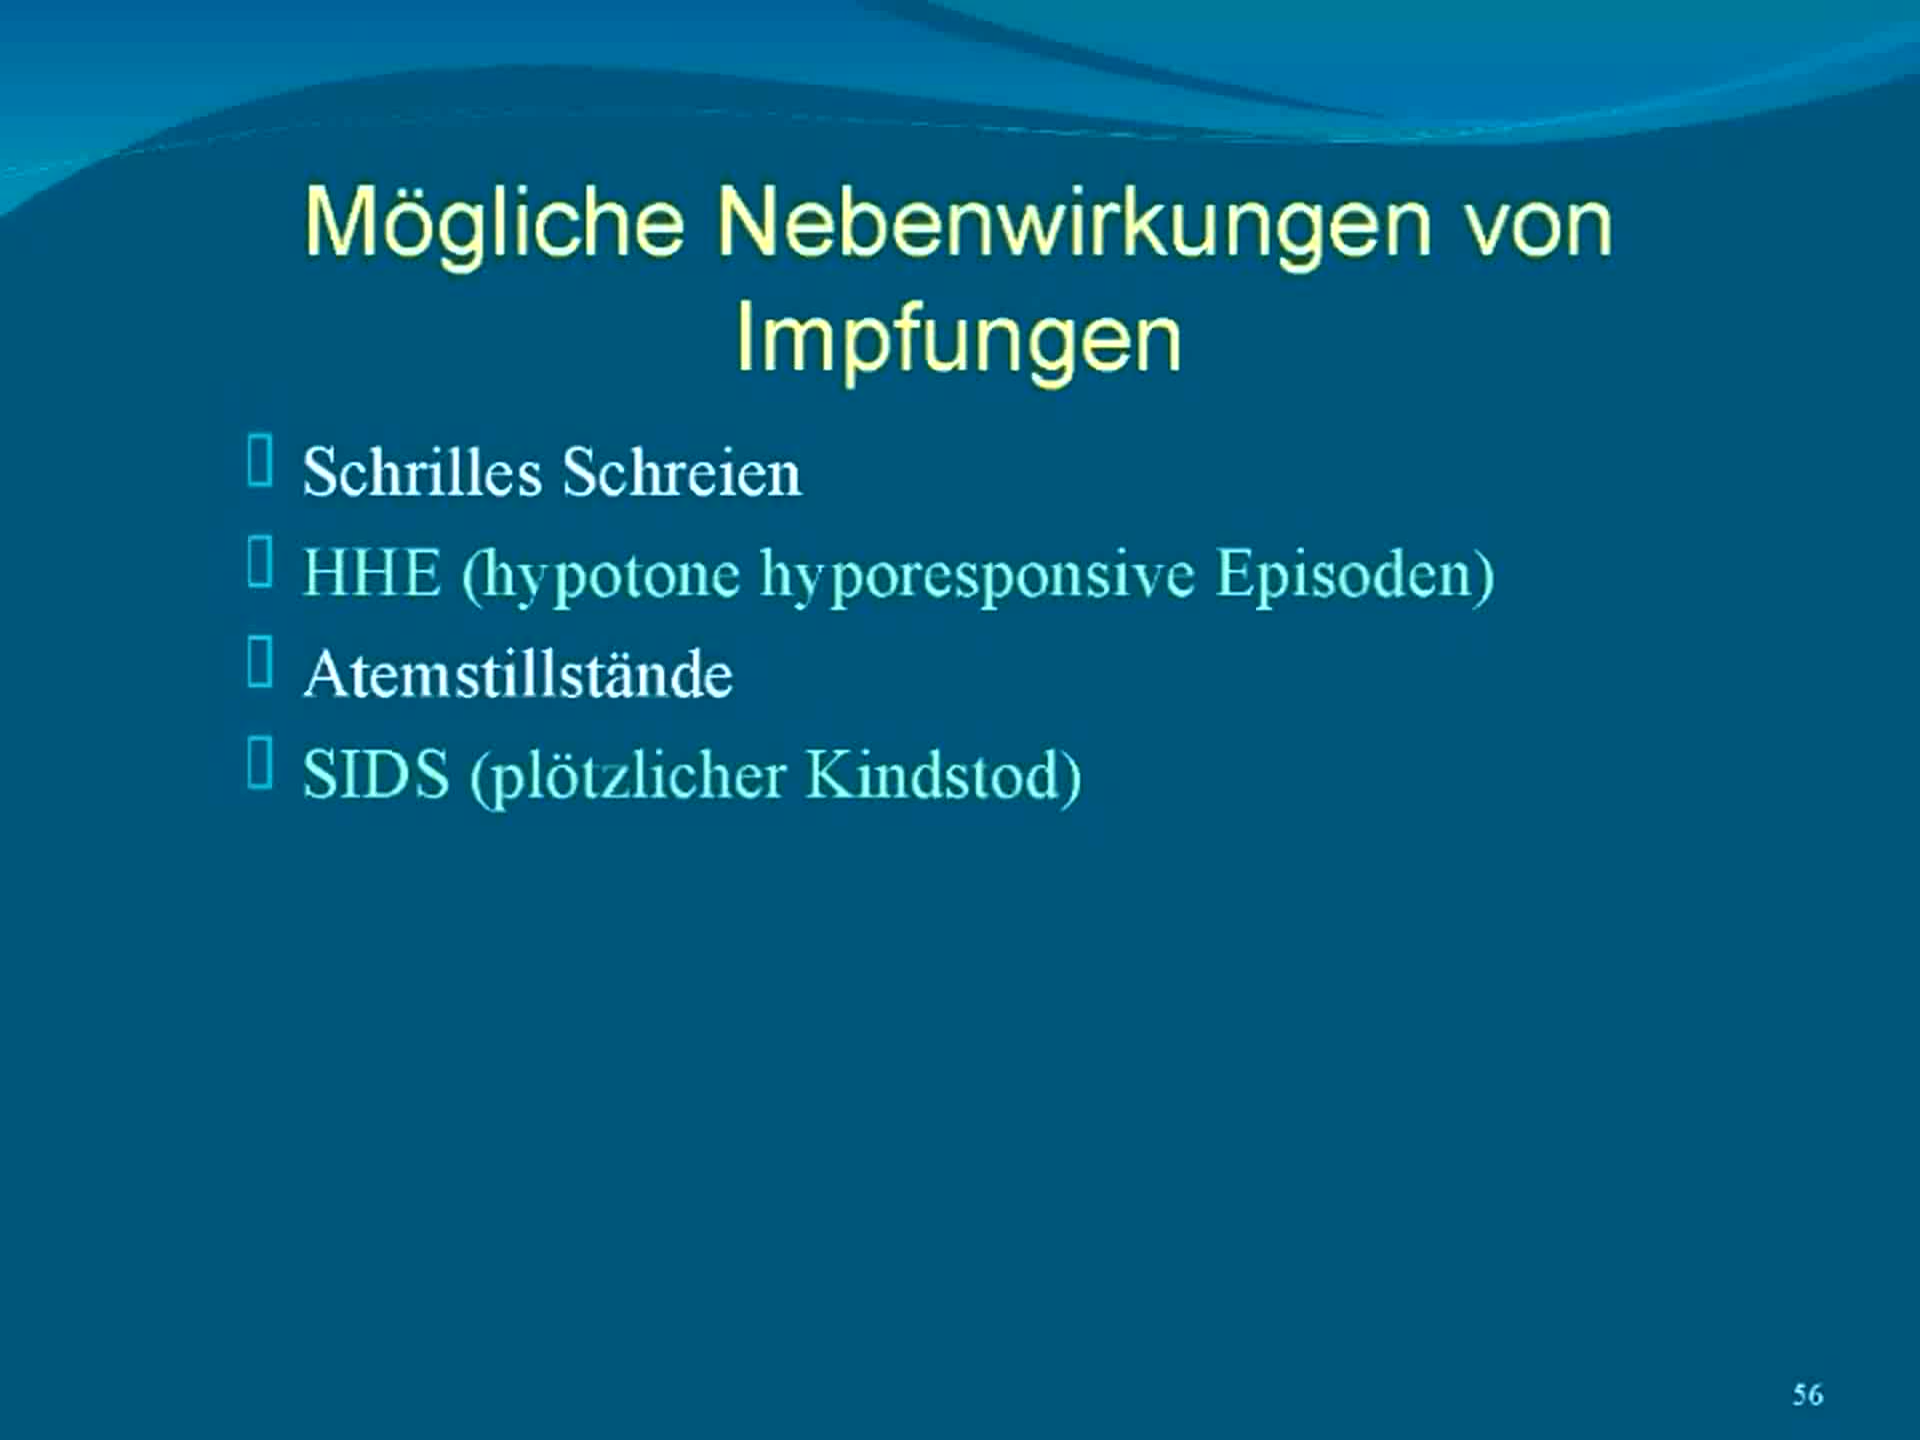 Mögliche Nebenwirkungen von
Impfungen
Schrilles Schreien
HHE (hypotone hyporesponsive Episoden)
Atemstillstände
SIDS (plötzlicher Kindstod)
56